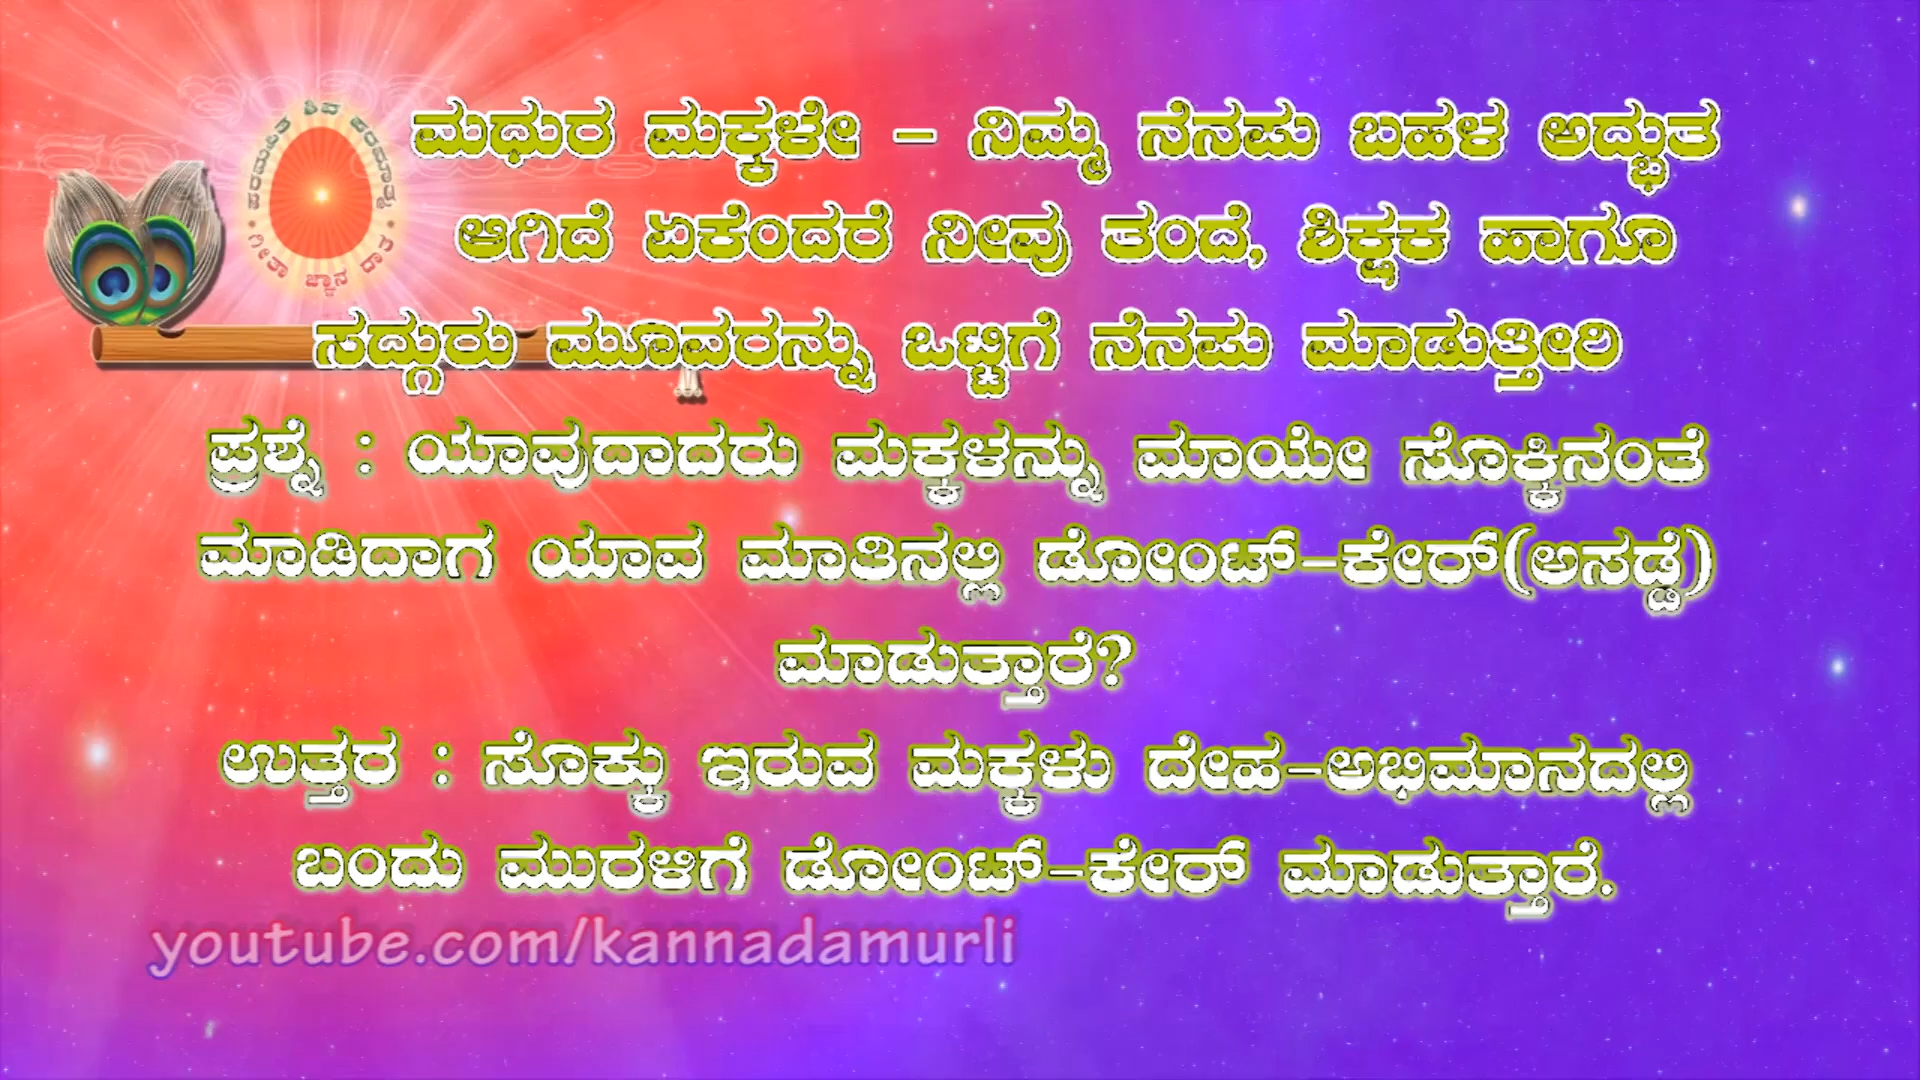 ಶಿವ ಪರಮಾತ್ಮ
ಗೀತಾ ಜ್ಞಾನ ದಾತ
ಮಧುರ ಮಕ್ಕಳೇ – ನಿಮ್ಮ ನೆನಪು ಬಹಳ ಅದ್ಭುತ
ಆಗಿದೆ ಏಕೆಂದರೆ ನೀವು ತಂದೆ, ಶಿಕ್ಷಕ ಹಾಗೂ
ಸದ್ಗುರು ಮೂವರನ್ನು ಒಟ್ಟಿಗೆ ನೆನಪು ಮಾಡುತ್ತೀರಿ
ಪ್ರಶ್ನೆ : ಯಾವುದಾದರು ಮಕ್ಕಳನ್ನು ಮಾಯೇ ಸೊಕ್ಕಿನಂತೆ
ಮಾಡಿದಾಗ ಯಾವ ಮಾತಿನಲ್ಲಿ ಡೋಂಟ್–ಕೇರ್(ಅಸಡ್ಡೆ)
ಮಾಡುತ್ತಾರೆ?
ಉತ್ತರ : ಸೊಕ್ಕು ಇರುವ ಮಕ್ಕಳು ದೇಹ–ಅಭಿಮಾನದಲ್ಲಿ
ಬಂದು ಮುರಳಿಗೆ ಡೋಂಟ್–ಕೇರ್ ಮಾಡುತ್ತಾರೆ.
youtube.com/kannadamurli